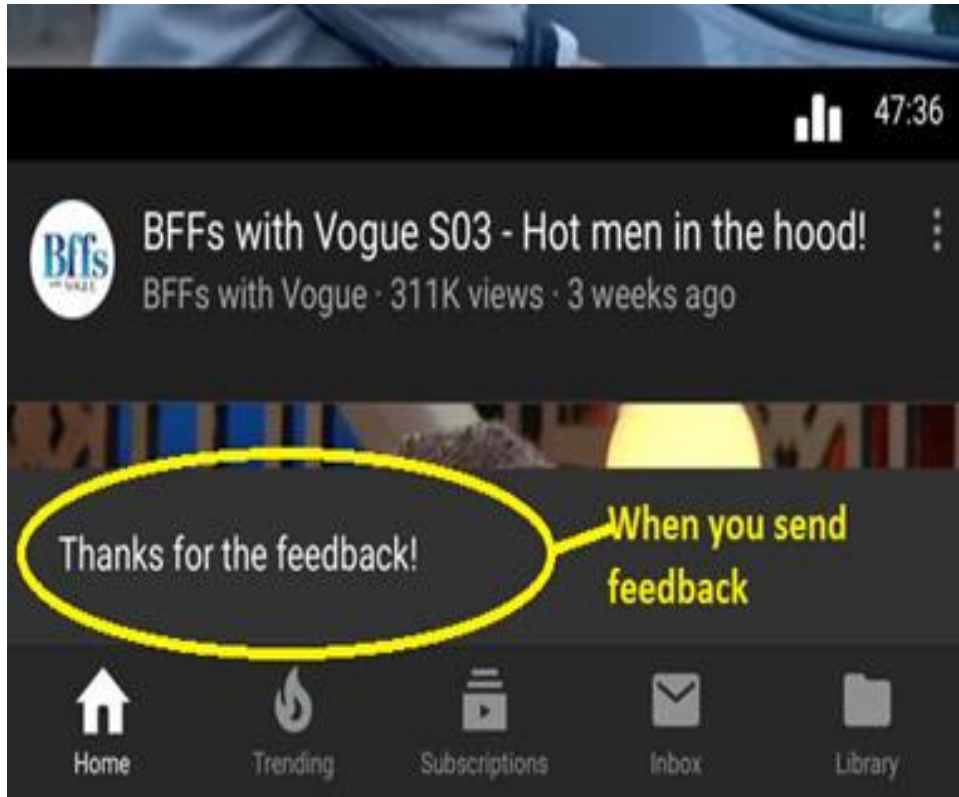 47:36
Bffs
BFFs with Vogue S03 - Hot men in the hood!
BFFs with Vogue · 311K views · 3 weeks ago
Thanks for the feedback!
When you send
feedback
Home
Trending
Subscriptions
Inbox
Library